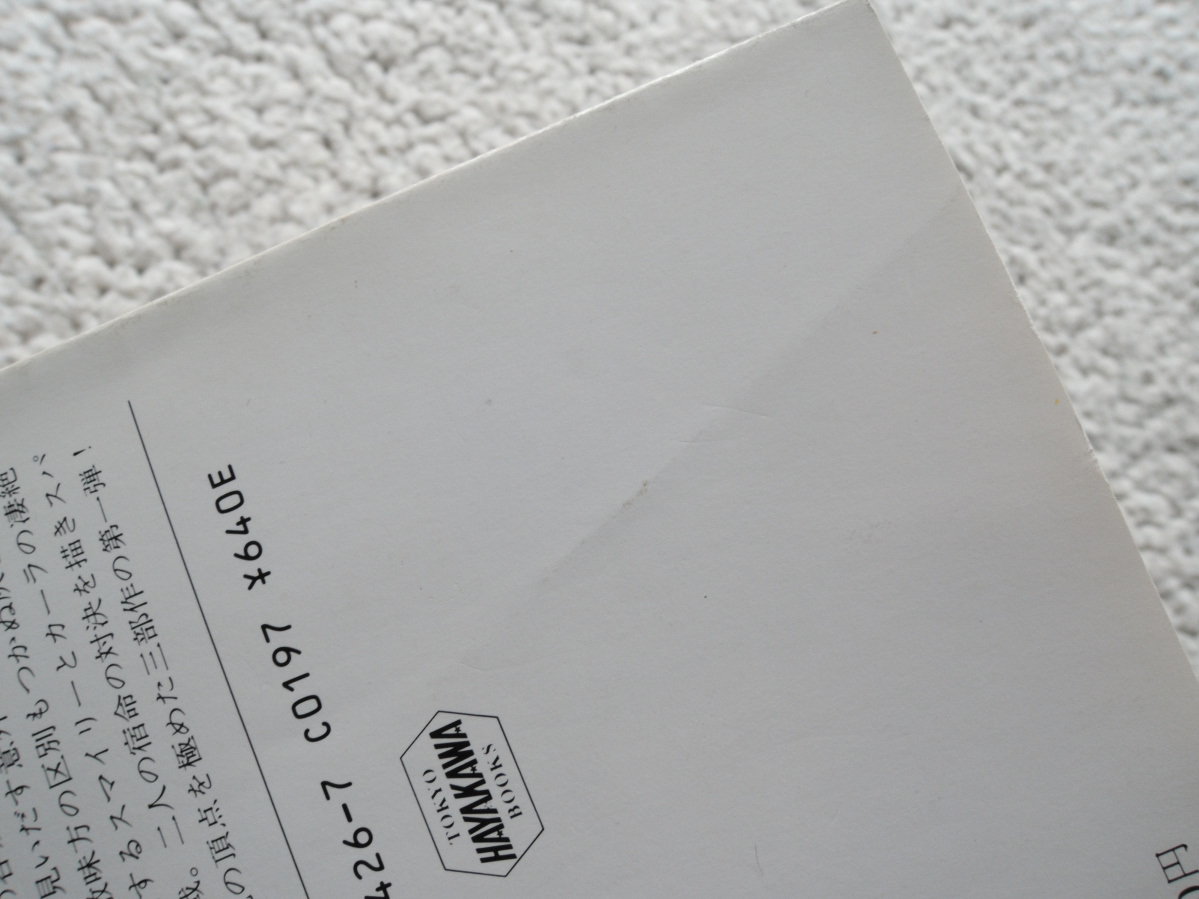 見いだす意外
味方の区別もつかぬ
するスマイリーとカーラの凄絶
戦。二人の宿命の対決を描きスパ
の頂点を極めた三部作の第一弾!
426-7 C0197 ¥640E
TOKYO
HAYAKAWA
BOOKS
0円